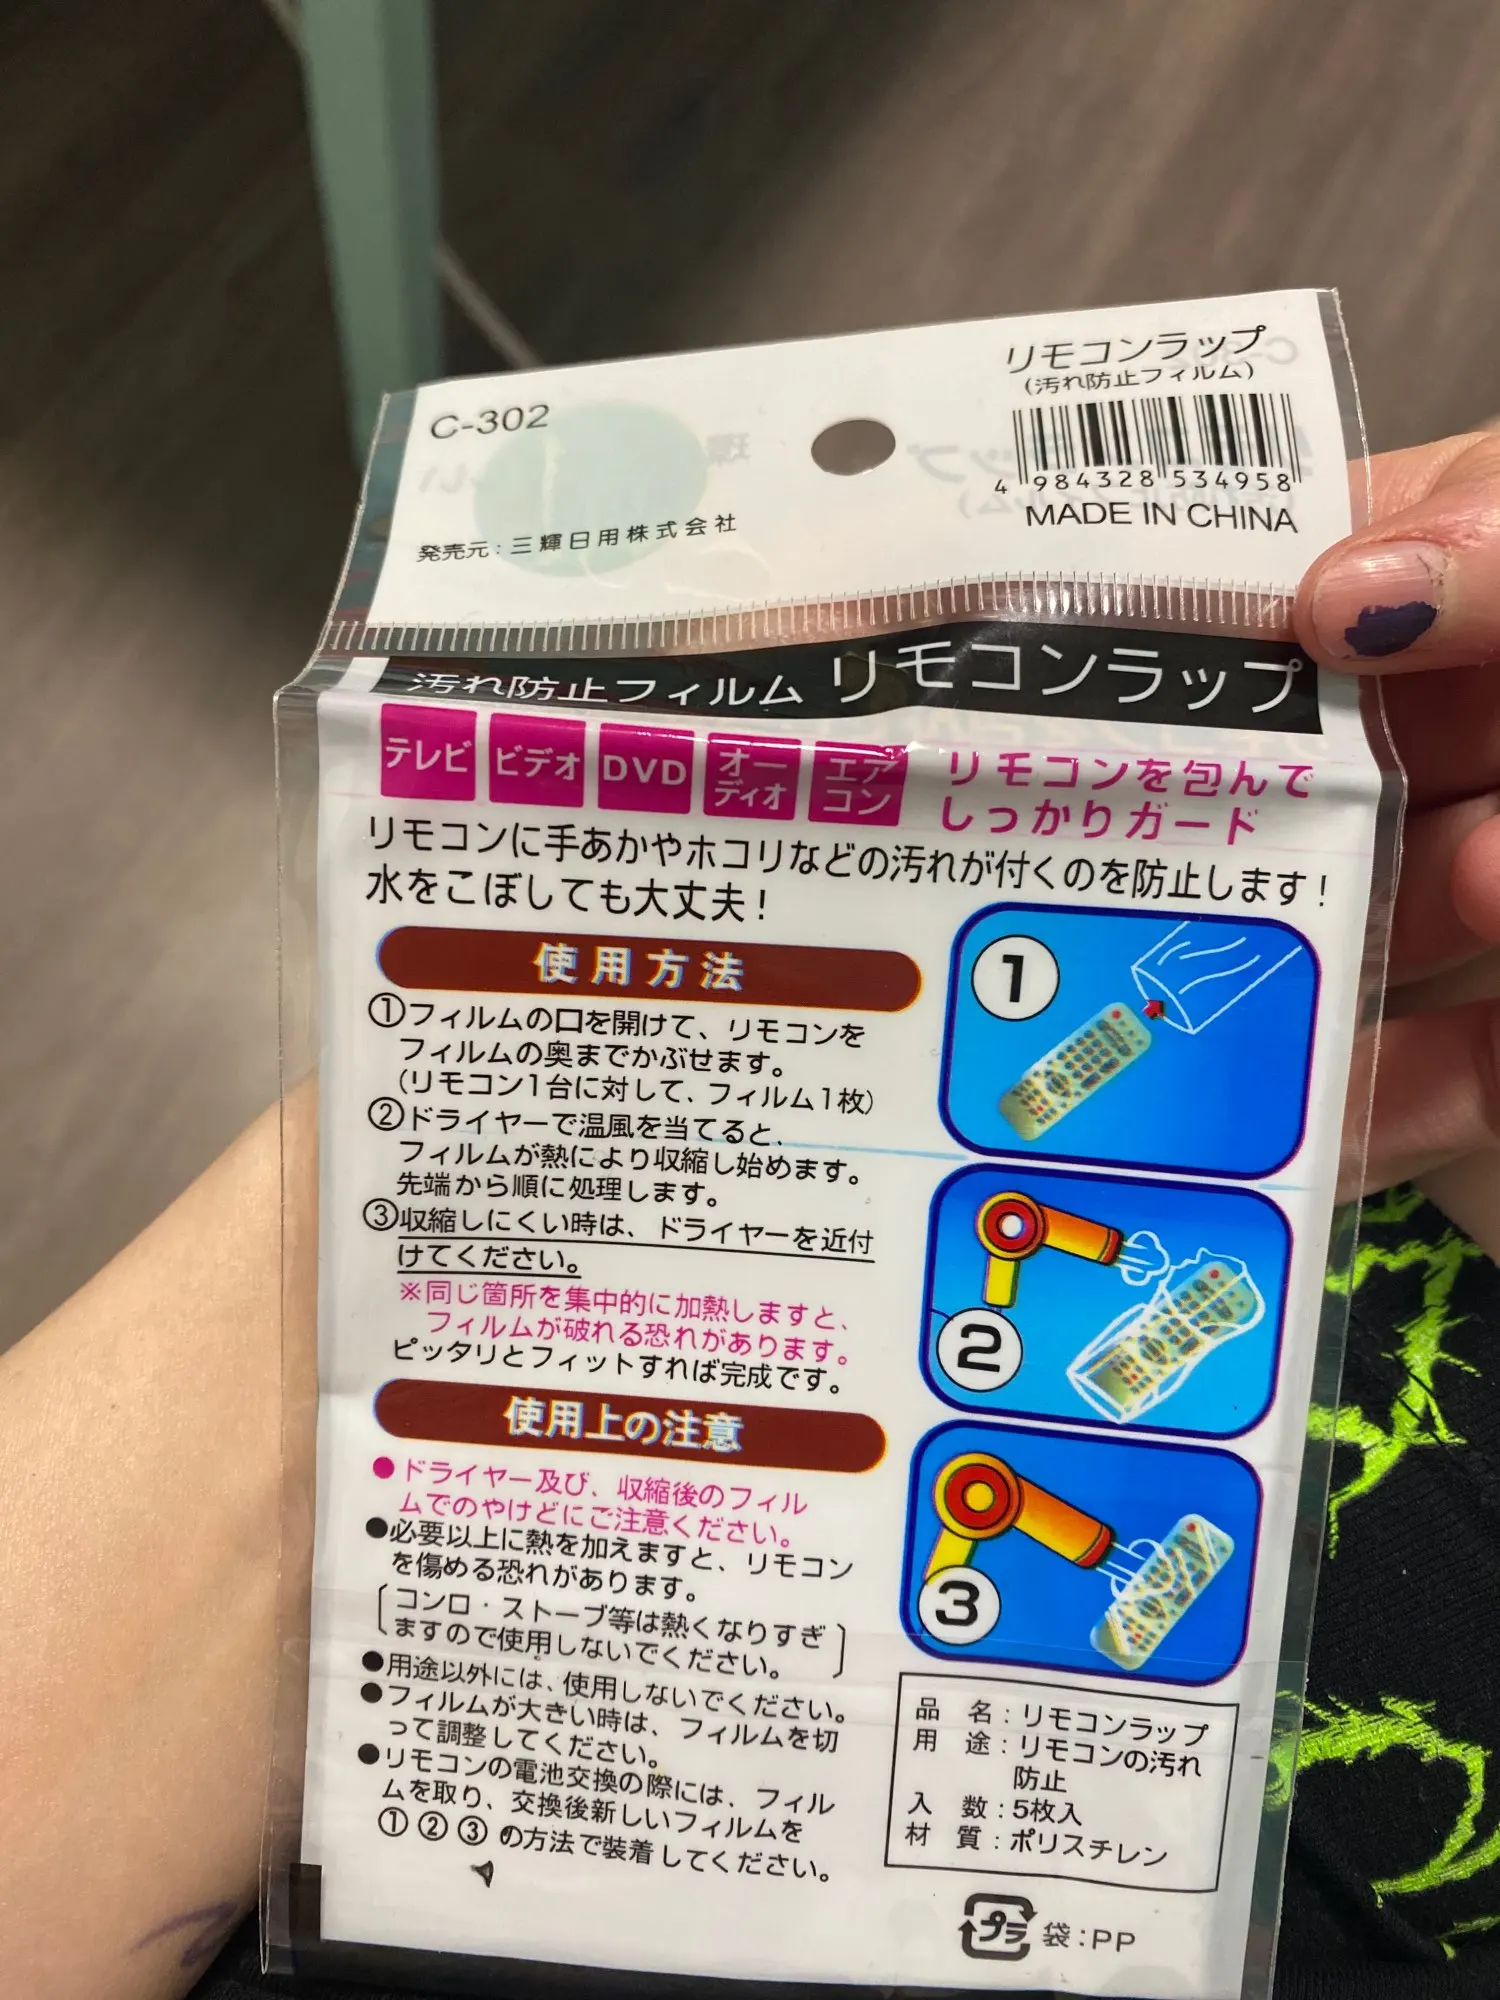 C-302
発売元:三輝日用株式会社
リモコンラップ
(汚れ防止フィルム)
4 984328 534958
MADE IN CHINA
汚れ防止フィルム リモコンラップ
テレビ
ビデオ
DVD
オー
ディオ
エア
コン
リモコンを包んで
しっかりガード
リモコンに手あかやホコリなどの汚れが付くのを防止します!
水をこぼしても大丈夫!
使用方法
①フィルムの口を開けて、リモコンを
フィルムの奥までかぶせます。
(リモコン1台に対して、フィルム1枚)
②ドライヤーで温風を当てると、
フィルムが熱により収縮し始めます。
先端から順に処理します。
③収縮しにくい時は、ドライヤーを近付
けてください。
※同じ箇所を集中的に加熱しますと、
フィルムが破れる恐れがあります。
ピッタリとフィットすれば完成です。
1
2
3
使用上の注意
●ドライヤー及び、収縮後のフィル
ムでのやけどにご注意ください。
●必要以上に熱を加えますと、リモコン
を傷める恐れがあります。
[コンロ・ストーブ等は熱くなりすぎ
ますので使用しないでください。]
●用途以外には、使用しないでください。
●フィルムが大きい時は、フィルムを切
って調整してください。
●リモコンの電池交換の際には、フィル
ムを取り、交換後新しいフィルムを
①②③の方法で装着してください。
品 名:リモコンラップ
用 途:リモコンの汚れ
防止
入 数:5枚入
材 質:ポリスチレン
プラ 袋:PP